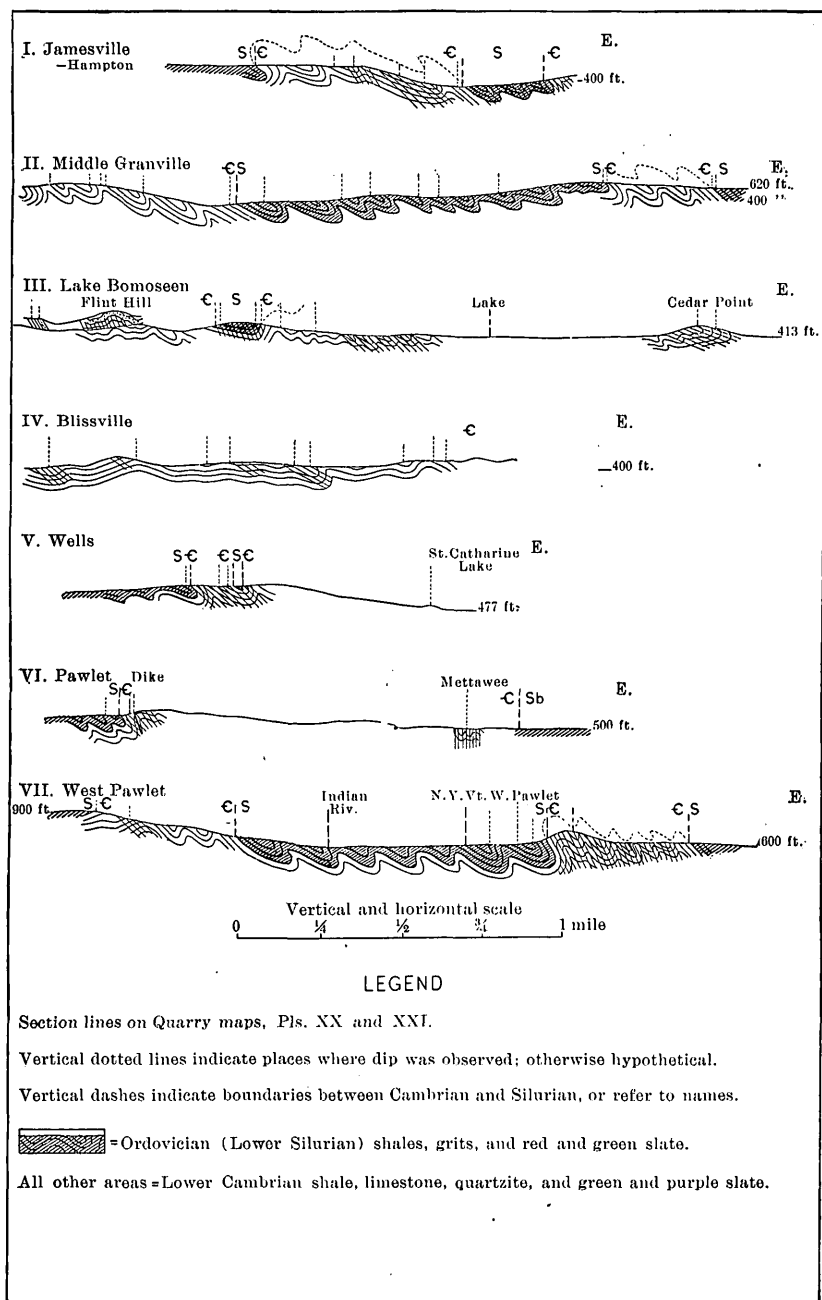 I. Jamesville
—Hampton
S Є Є S Є E.
400 ft.
II. Middle Granville
Є S S Є Є S E.
620 ft.
400 "
III. Lake Bomoseen
Flint Hill Є S Є Lake Cedar Point E.
413 ft.
IV. Blissville
Є E.
400 ft.
V. Wells
S Є Є S Є St. Catharine Lake E.
477 ft.
VI. Pawlet
S Є Dike Mettawee Є Sb E.
500 ft.
VII. West Pawlet
900 ft. S Є Є S Indian Riv. N.Y. Vt. W. Pawlet S Є Є S E.
600 ft.
Vertical and horizontal scale
0 ¼ ½ ¾ 1 mile
LEGEND
Section lines on Quarry maps, Pls. XX and XXI.
Vertical dotted lines indicate places where dip was observed; otherwise hypothetical.
Vertical dashes indicate boundaries between Cambrian and Silurian, or refer to names.
=Ordovician (Lower Silurian) shales, grits, and red and green slate.
All other areas=Lower Cambrian shale, limestone, quartzite, and green and purple slate.